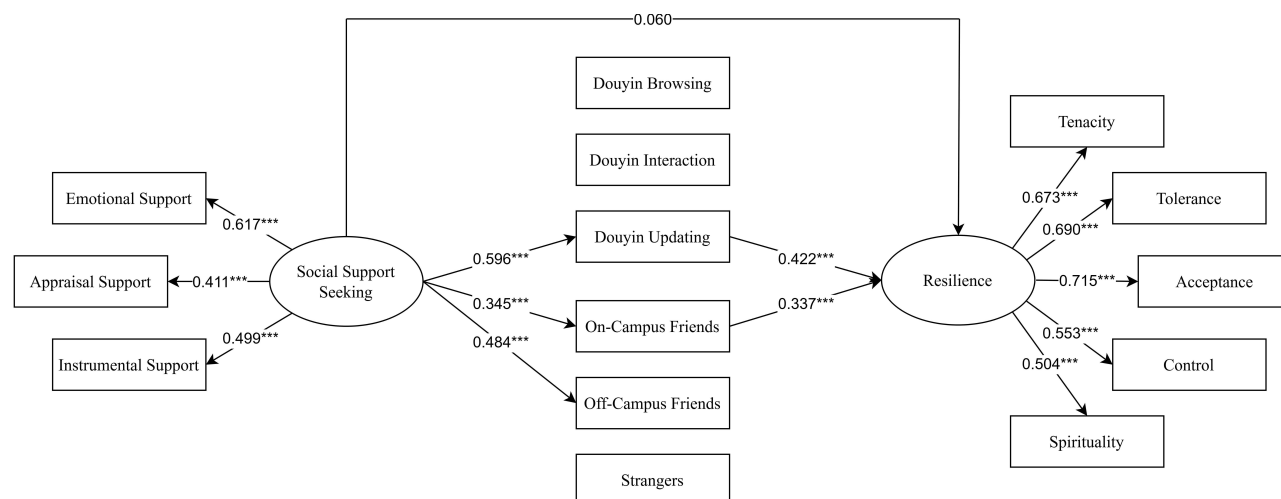 0.060
Douyin Browsing
Tenacity
Douyin Interaction
0.673***
Emotional Support
Tolerance
0.617***
0.690***
Douyin Updating
0.596***
0.422***
Social Support
Seeking
Appraisal Support
0.411***
Resilience
0.715***
Acceptance
0.345***
On-Campus Friends
0.337***
0.499***
0.484***
0.553***
Instrumental Support
Control
0.504***
Off-Campus Friends
Spirituality
Strangers